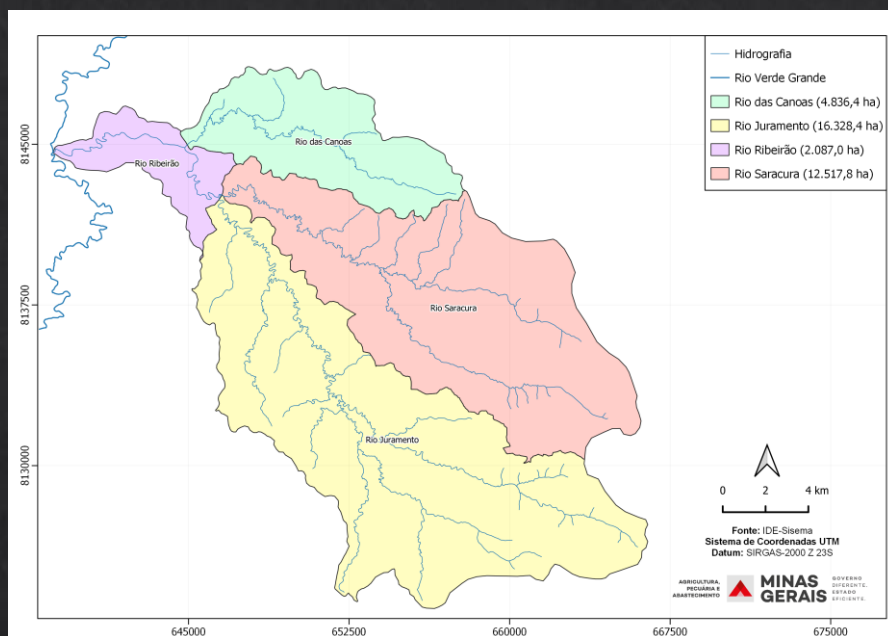 Hidrografia
Rio Verde Grande
Rio das Canoas (4.836,4 ha)
Rio Juramento (16.328,4 ha)
Rio Ribeirão (2.087,0 ha)
Rio Saracura (12.517,8 ha)
8145000
8137500
8130000
Rio das Canoas
Rio Ribeirão
Rio Saracura
Rio Juramento
0 2 4 km
Fonte: IDE-Sisema
Sistema de Coordenadas UTM
Datum: SIRGAS-2000 Z 23S
AGRICULTURA,
PECUÁRIA E
ABASTECIMENTO
MINAS
GERAIS
GOVERNO
DIFERENTE.
ESTADO
EFICIENTE.
645000 652500 660000 667500 675000